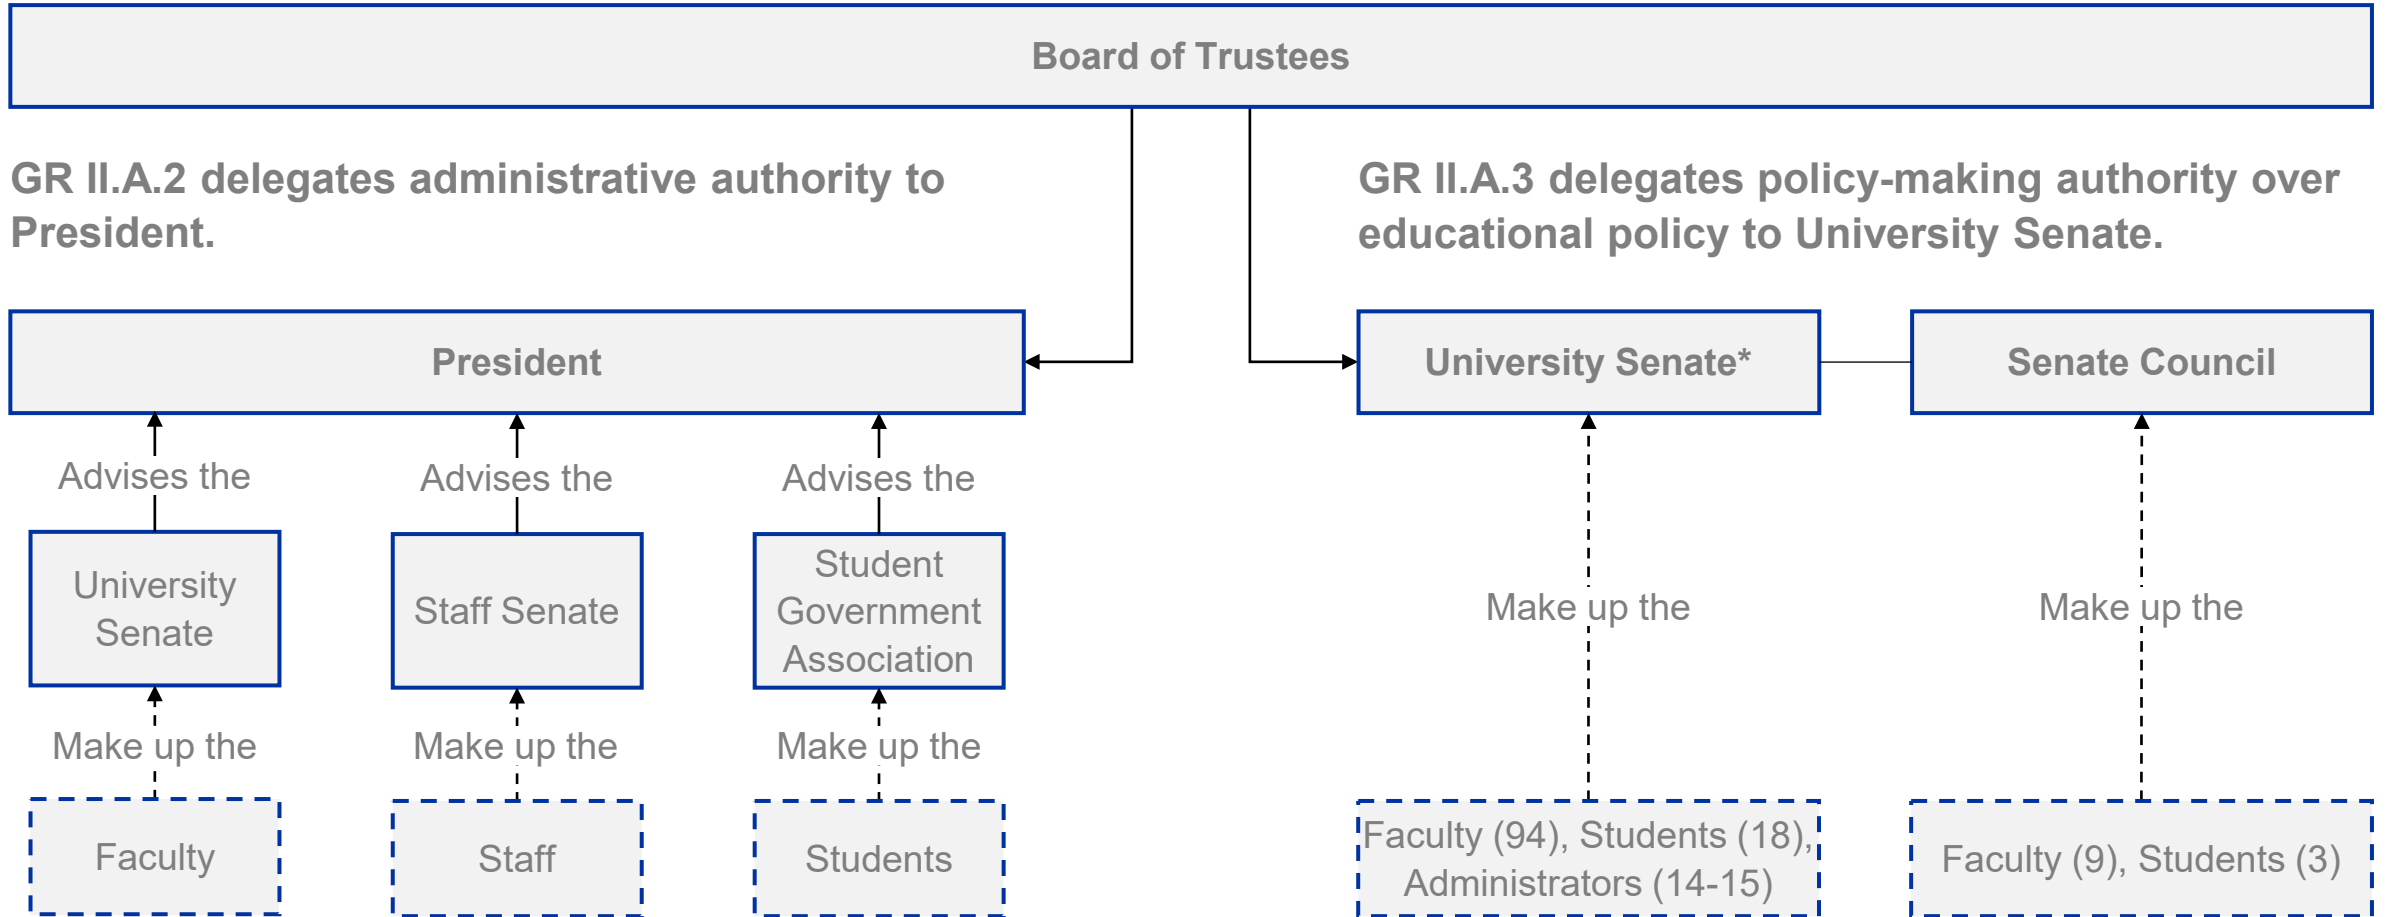 Board of Trustees
GR II.A.2 delegates administrative authority to
President.
GR II.A.3 delegates policy-making authority over
educational policy to University Senate.
President
University Senate*
Senate Council
Advises the
Advises the
Advises the
University
Senate
Staff Senate
Student
Government
Association
Make up the
Make up the
Make up the
Make up the
Make up the
Faculty
Staff
Students
Faculty (94), Students (18),
Administrators (14-15)
Faculty (9), Students (3)